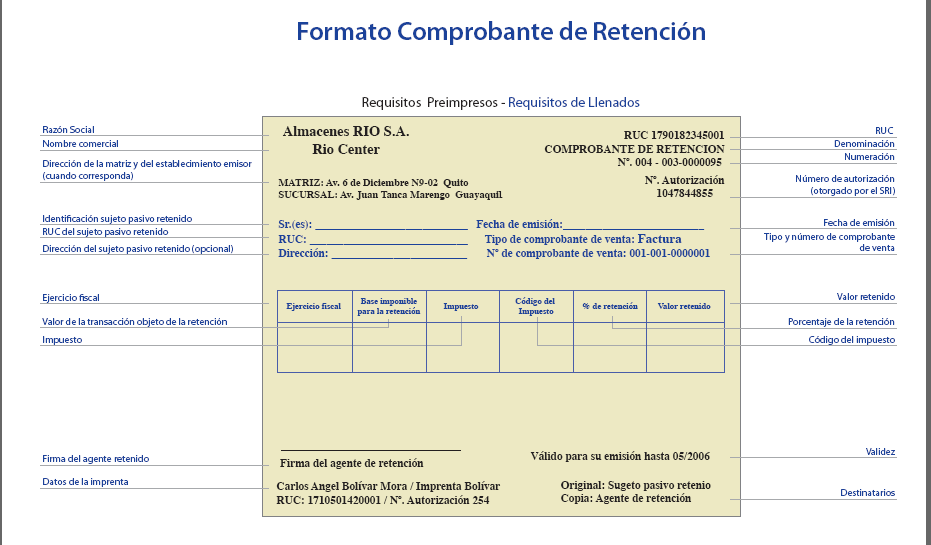 Formato Comprobante de Retención
Requisitos Preimpresos - Requisitos de Llenados
Razón Social
Nombre comercial
Dirección de la matriz y del establecimiento emisor
(cuando corresponda)
Identificación sujeto pasivo retenido
RUC del sujeto pasivo retenido
Dirección del sujeto pasivo retenido (opcional)
Ejercicio fiscal
Valor de la transacción objeto de la retención
Impuesto
Firma del agente retenido
Datos de la imprenta
Almacenes RIO S.A.
Rio Center
MATRIZ: Av. 6 de Diciembre N9-02 Quito
SUCURSAL: Av. Juan Tanca Marengo Guayaquil
RUC 1790182345001
COMPROBANTE DE RETENCION
Nº. 004 - 003-0000095
Nº. Autorización
1047844855
Sr.(es): ____________________ Fecha de emisión:____________________
RUC: ____________________ Tipo de comprobante de venta: Factura
Dirección: ____________________ Nº de comprobante de venta: 001-001-0000001
Ejercicio fiscal
Base imponible
para la retención
Impuesto
Código del
Impuesto
% de retención
Valor retenido
Firma del agente de retención
Válido para su emisión hasta 05/2006
Carlos Angel Bolívar Mora / Imprenta Bolívar
RUC: 1710501420001 / Nº. Autorización 254
Original: Sugeto pasivo retenio
Copia: Agente de retención
RUC
Denominación
Numeración
Número de autorización
(otorgado por el SRI)
Fecha de emisión
Tipo y número de comprobante
de venta
Valor retenido
Porcentaje de la retención
Código del impuesto
Validez
Destinatarios